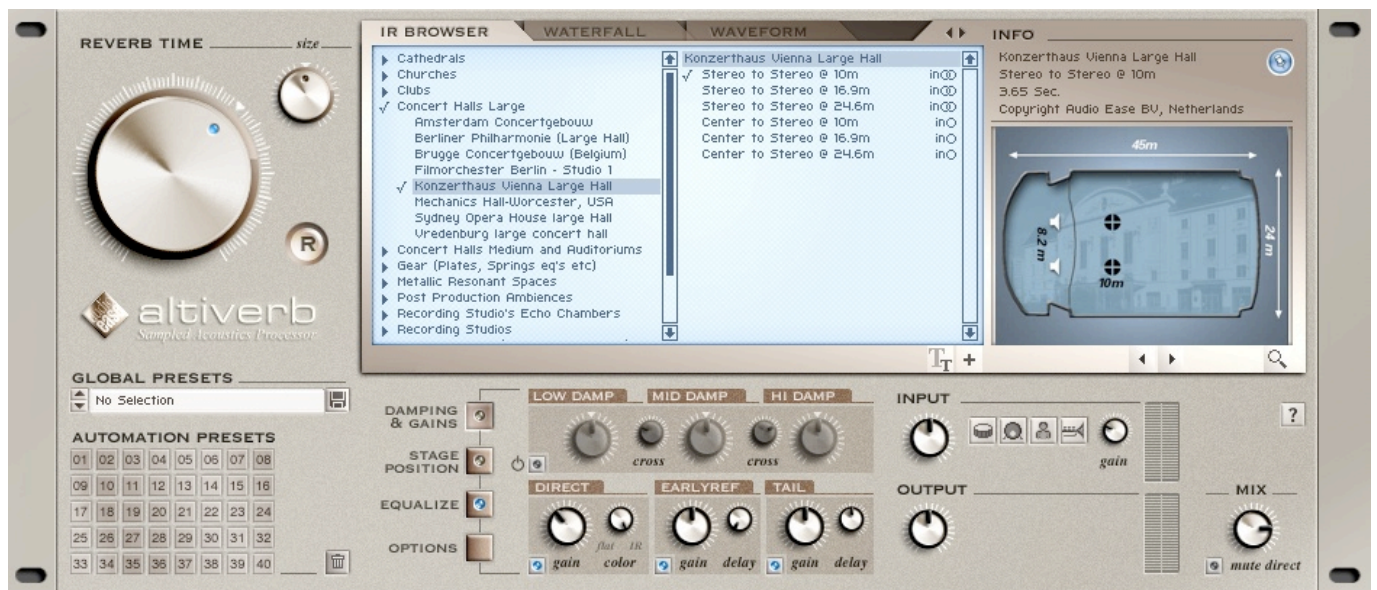 REVERB TIME
size
R
altiverb
Sampled Acoustics Processor
IR BROWSER
WATERFALL
WAVEFORM
Cathedrals
Churches
Clubs
Concert Halls Large
Amsterdam Concertgebouw
Berliner Philharmonie (Large Hall)
Brugge Concertgebouw (Belgium)
Filmorchester Berlin - Studio 1
Konzerthaus Vienna Large Hall
Mechanics Hall-Worcester, USA
Sydney Opera House large Hall
Vredenburg large concert hall
Concert Halls Medium and Auditoriums
Gear (Plates, Springs eq's etc)
Metallic Resonant Spaces
Post Production Ambiences
Recording Studio's Echo Chambers
Recording Studios
Konzerthaus Vienna Large Hall
Stereo to Stereo @ 10m in
Stereo to Stereo @ 16.9m in
Stereo to Stereo @ 24.6m in
Center to Stereo @ 10m in
Center to Stereo @ 16.9m in
Center to Stereo @ 24.6m in
TT +
INFO
Konzerthaus Vienna Large Hall
Stereo to Stereo @ 10m
3.65 Sec.
Copyright Audio Ease BV, Netherlands
45m
8.2 m
24 m
10m
GLOBAL PRESETS
No Selection
AUTOMATION PRESETS
01 02 03 04 05 06 07 08
09 10 11 12 13 14 15 16
17 18 19 20 21 22 23 24
25 26 27 28 29 30 31 32
33 34 35 36 37 38 39 40
DAMPING
& GAINS
STAGE
POSITION
EQUALIZE
OPTIONS
LOW DAMP MID DAMP HI DAMP
cross cross
DIRECT EARLYREF TAIL
flat IR
gain color gain delay gain delay
INPUT
gain
OUTPUT
?
MIX
mute direct